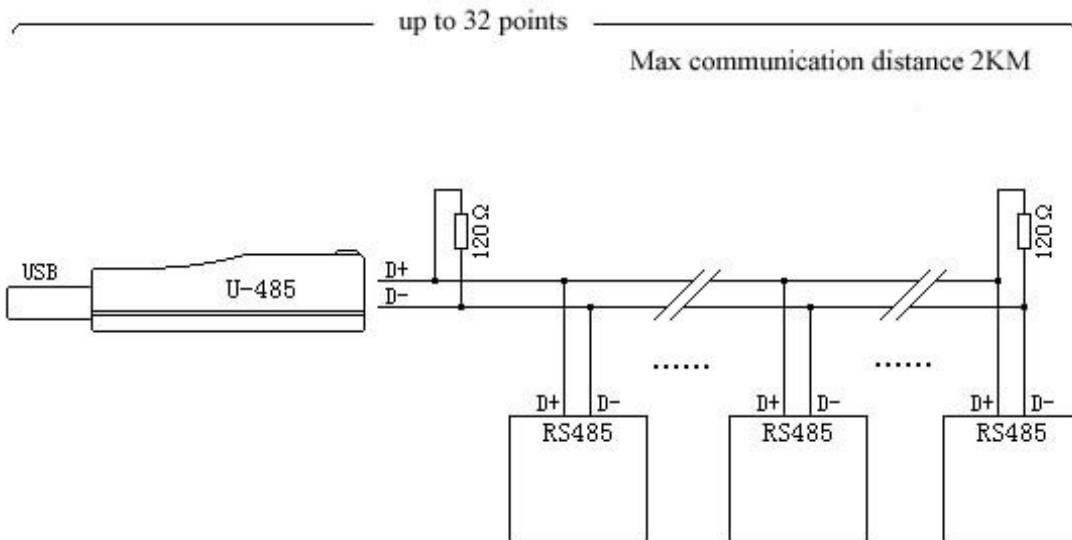 up to 32 points
Max communication distance 2KM
120Ω
120Ω
USB
U-485
D+
D-
......
......
D+ D-
D+ D-
D+ D-
RS485
RS485
RS485